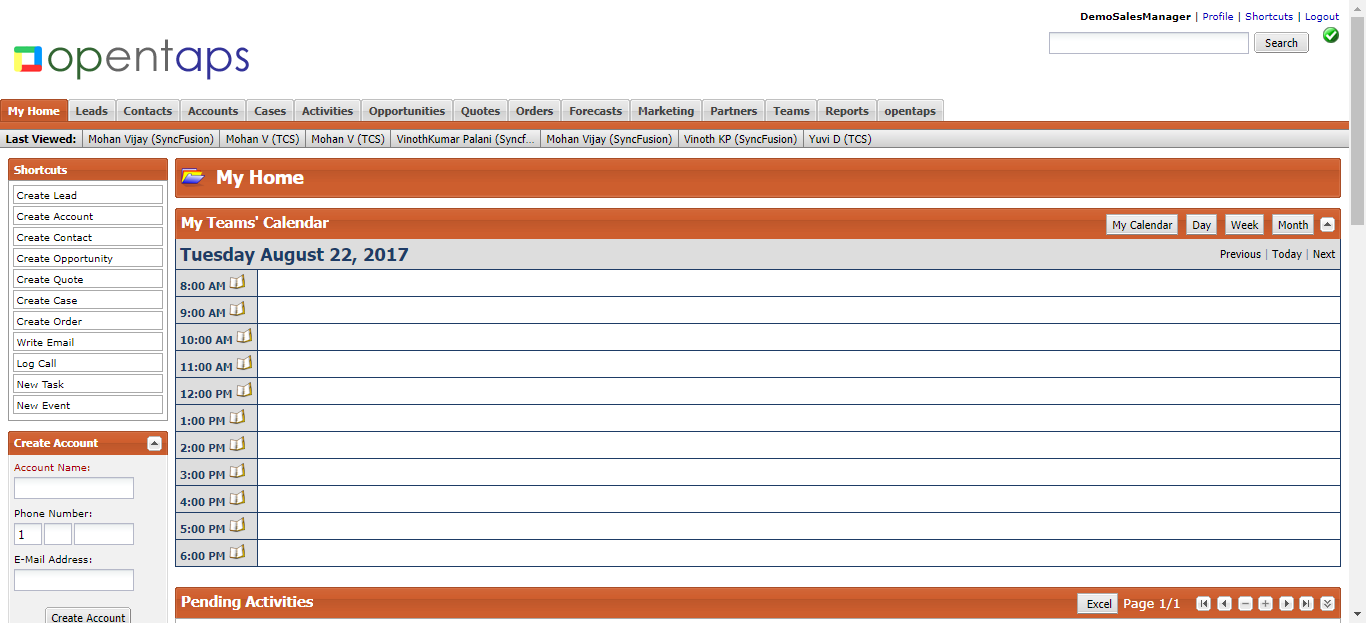 DemoSalesManager | Profile | Shortcuts | Logout
Search
opentaps
My Home Leads Contacts Accounts Cases Activities Opportunities Quotes Orders Forecasts Marketing Partners Teams Reports opentaps
Last Viewed: Mohan Vijay (SyncFusion) Mohan V (TCS) Mohan V (TCS) VinothKumar Palani (Syncf... Mohan Vijay (SyncFusion) Vinoth KP (SyncFusion) Yuvi D (TCS)
Shortcuts
Create Lead
Create Account
Create Contact
Create Opportunity
Create Quote
Create Case
Create Order
Write Email
Log Call
New Task
New Event
Create Account
Account Name:
Phone Number:
1
E-Mail Address:
Create Account
My Home
My Teams' Calendar My Calendar Day Week Month
Tuesday August 22, 2017 Previous | Today | Next
8:00 AM
9:00 AM
10:00 AM
11:00 AM
12:00 PM
1:00 PM
2:00 PM
3:00 PM
4:00 PM
5:00 PM
6:00 PM
Pending Activities Excel Page 1/1